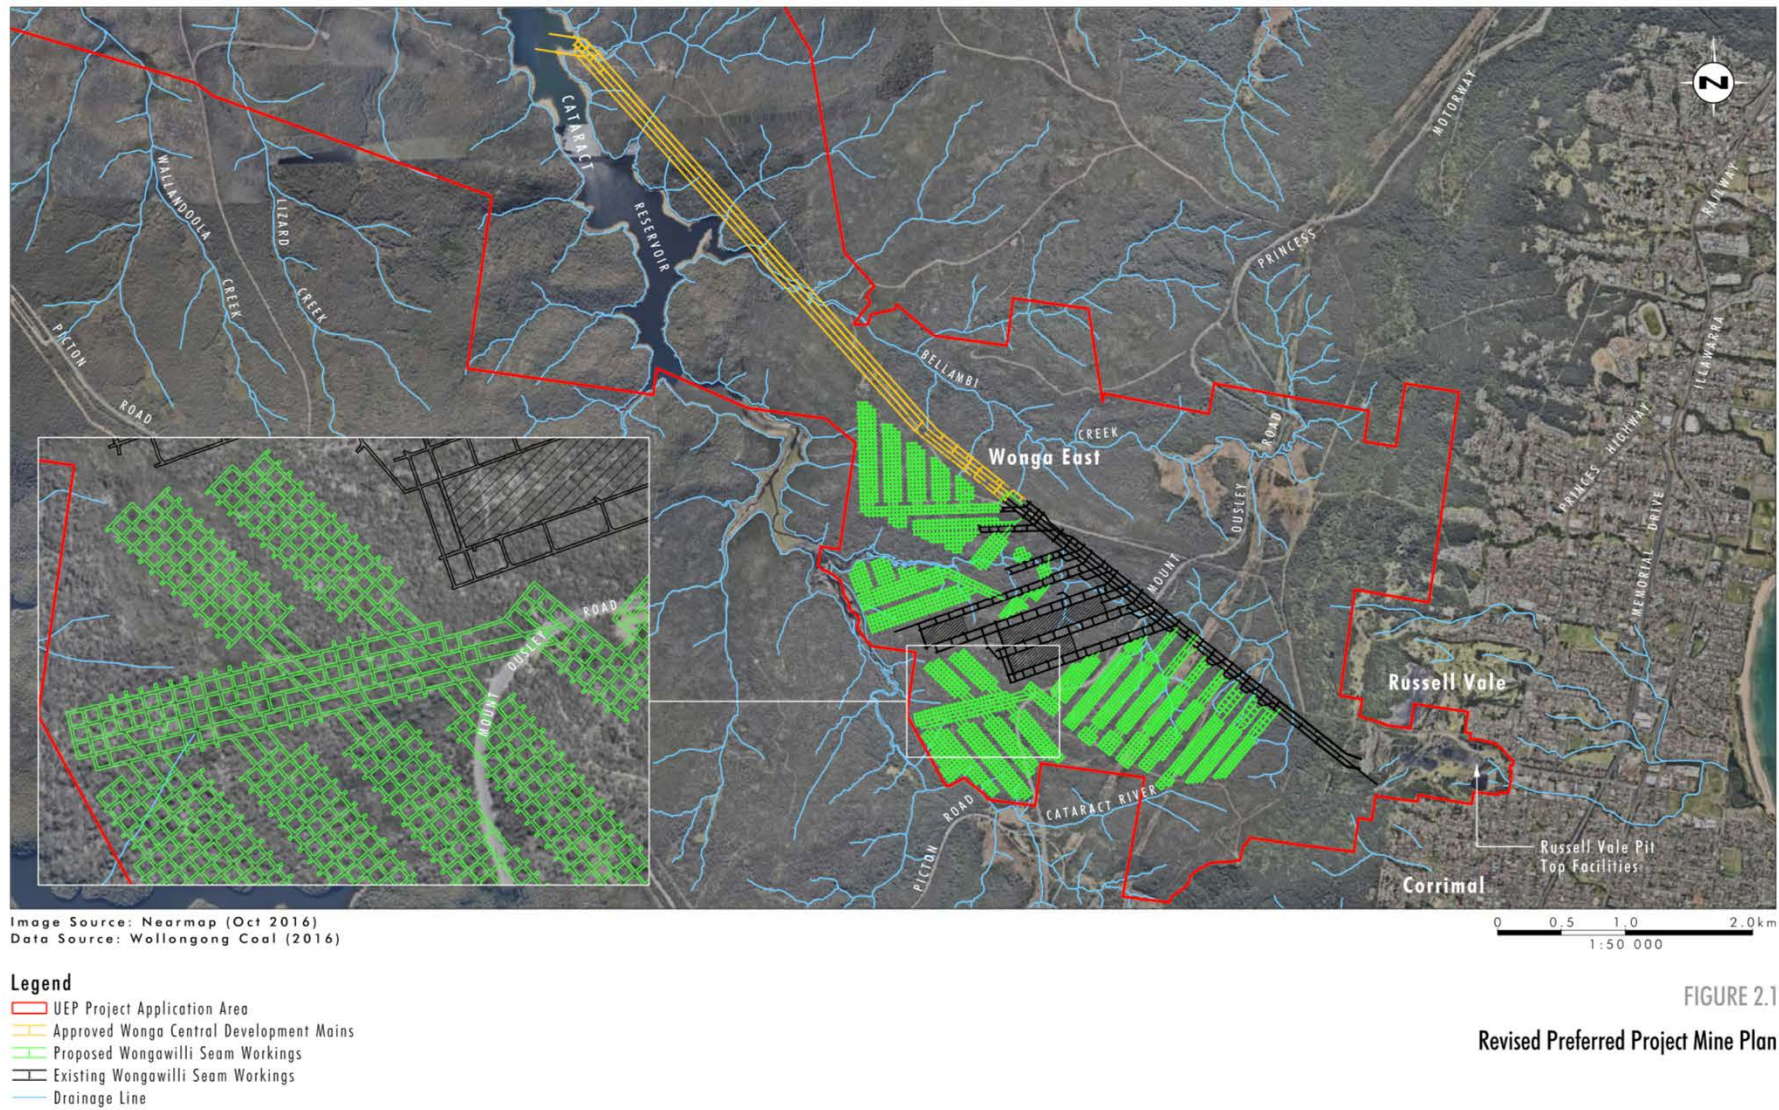 N
CATARACT
RESERVOIR
WALLANDOOLA
CREEK
LIZARD
CREEK
PICTON
ROAD
MOTORWAY
PRINCESS
RAILWAY
ILLAWARRA
BELLAMBI
CREEK
Wonga East
ROAD
OUSLEY
MOUNT
PRINCESS HIGHWAY
MEMORIAL DRIVE
Russell Vale
ROAD
OUSLEY
MOUNT
ROAD
PICTON
CATARACT RIVER
Russell Vale Pit
Top Facilities
Corrimal
Image Source: Nearmap (Oct 2016)
Data Source: Wollongong Coal (2016)
0 0.5 1.0 2.0km
1:50 000
Legend
UEP Project Application Area
Approved Wonga Central Development Mains
Proposed Wongawilli Seam Workings
Existing Wongawilli Seam Workings
Drainage Line
FIGURE 2.1
Revised Preferred Project Mine Plan